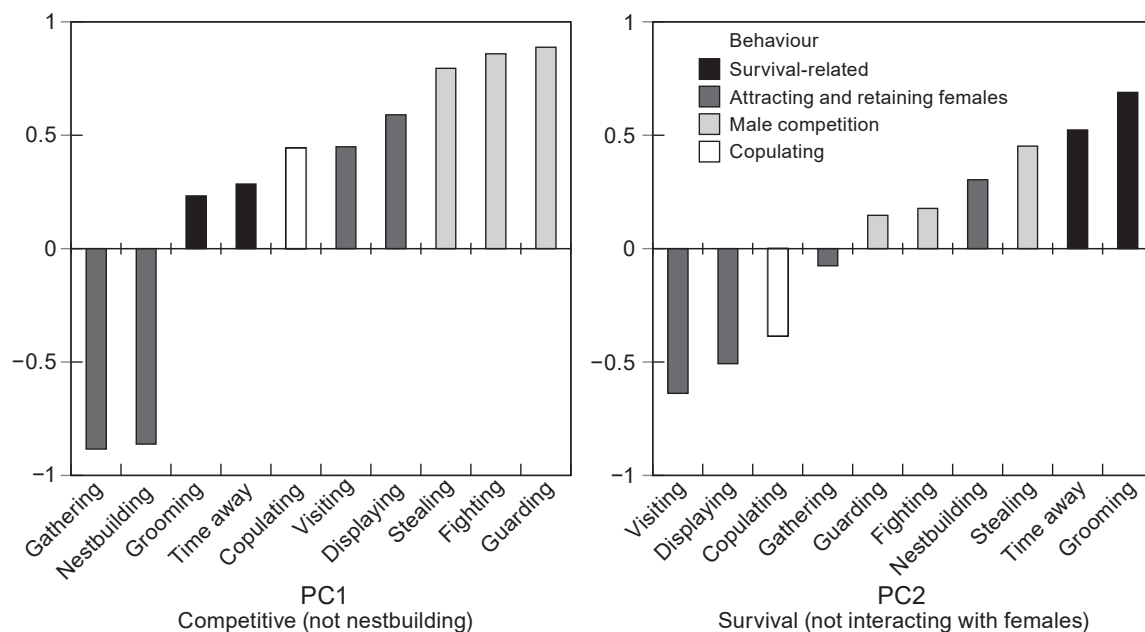 1
0.5
0
−0.5
−1
Gathering
Nestbuilding
Grooming
Time away
Copulating
Visiting
Displaying
Stealing
Fighting
Guarding
PC1
Competitive (not nestbuilding)
1
0.5
0
−0.5
−1
Behaviour
Survival-related
Attracting and retaining females
Male competition
Copulating
Visiting
Displaying
Copulating
Gathering
Guarding
Fighting
Nestbuilding
Stealing
Time away
Grooming
PC2
Survival (not interacting with females)